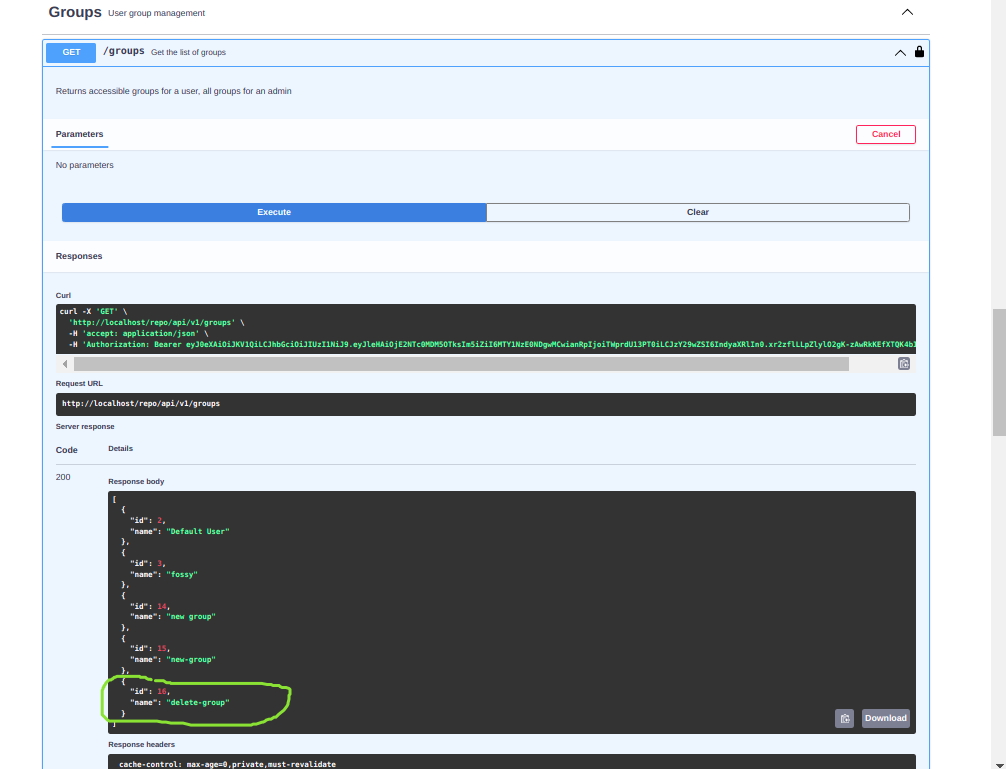 Groups User group management
GET /groups Get the list of groups
Returns accessible groups for a user, all groups for an admin
Parameters
Cancel
No parameters
Execute
Clear
Responses
Curl
curl -X 'GET' \
'http://localhost/repo/api/v1/groups' \
-H 'accept: application/json' \
-H 'Authorization: Bearer
Request URL
http://localhost/repo/api/v1/groups
Server response
Code Details
200
Response body
[
{
"id": 2,
"name": "Default User"
},
{
"id": 3,
"name": "fossy"
},
{
"id": 14,
"name": "new group"
},
{
"id": 15,
"name": "new-group"
},
{
"id": 16,
"name": "delete-group"
}
]
Download
Response headers
cache-control: max-age=0,private,must-revalidate